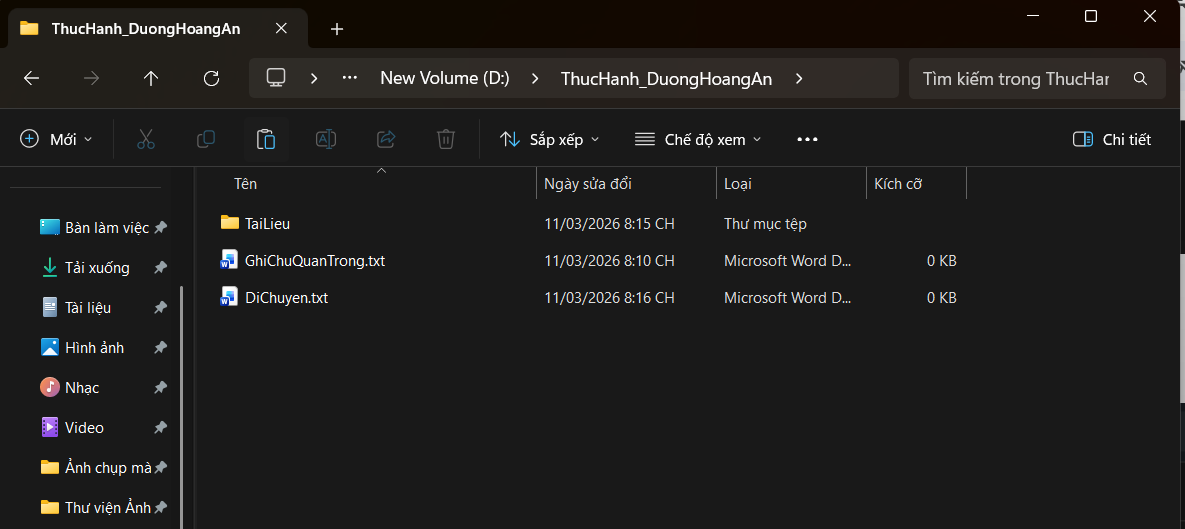 ThucHanh_DuongHoangAn
New Volume (D:) ThucHanh_DuongHoangAn
Tìm kiếm trong ThucHar
Mới Sắp xếp Chế độ xem Chi tiết
Tên Ngày sửa đổi Loại Kích cỡ
TaiLieu 11/03/2026 8:15 CH Thư mục tệp
GhiChuQuanTrong.txt 11/03/2026 8:10 CH Microsoft Word D... 0 KB
DiChuyen.txt 11/03/2026 8:16 CH Microsoft Word D... 0 KB
Bàn làm việc
Tải xuống
Tài liệu
Hình ảnh
Nhạc
Video
Ảnh chụp mà
Thư viện Ảnh